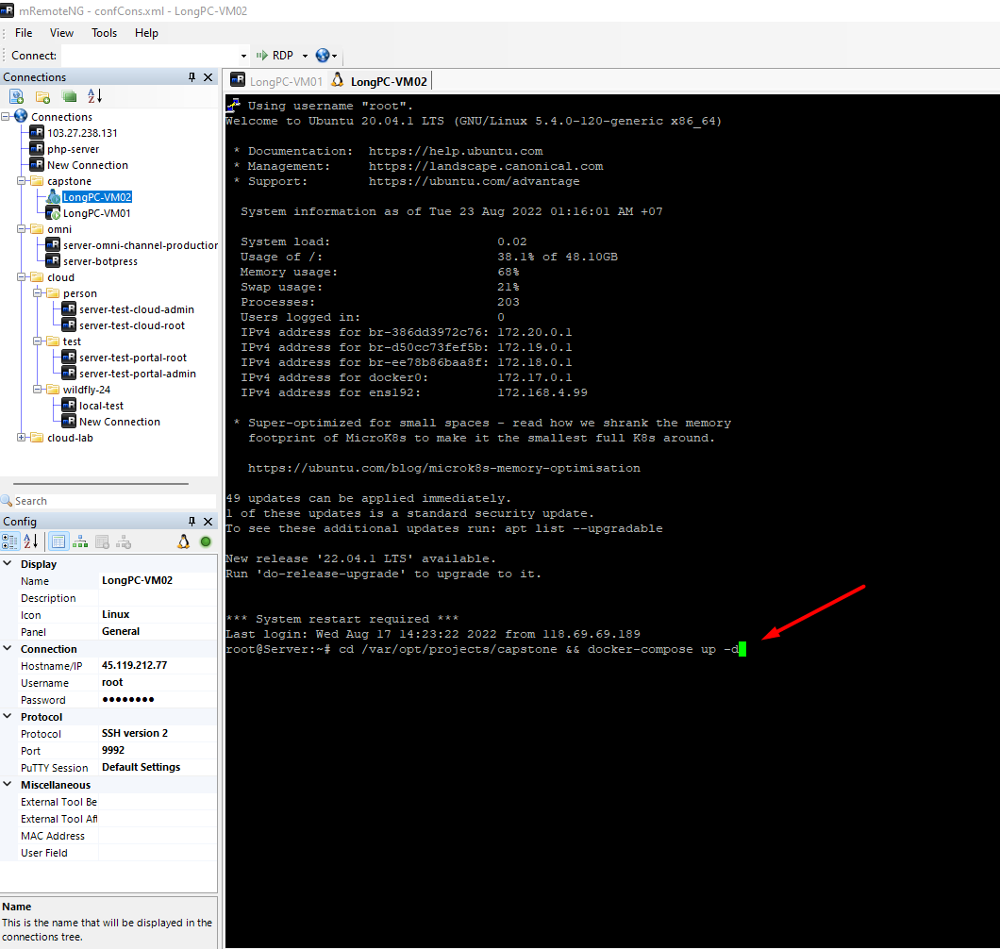 mRemoteNG - confCons.xml - LongPC-VM02
File View Tools Help
Connect: RDP
Connections
Connections
103.27.238.131
php-server
New Connection
capstone
LongPC-VM02
LongPC-VM01
omni
server-omni-channel-production
server-botpress
cloud
person
server-test-cloud-admin
server-test-cloud-root
test
server-test-portal-root
server-test-portal-admin
wildfly-24
local-test
New Connection
cloud-lab
Search
Config
Display
Name LongPC-VM02
Description
Icon Linux
Panel General
Connection
Hostname/IP 45.119.212.77
Username root
Password ●●●●●●●●
Protocol
Protocol SSH version 2
Port 9992
PuTTY Session Default Settings
Miscellaneous
External Tool Be
External Tool Aft
MAC Address
User Field
Name
This is the name that will be displayed in the
connections tree.
LongPC-VM01 LongPC-VM02
Using username "root".
Welcome to Ubuntu 20.04.1 LTS (GNU/Linux 5.4.0-120-generic x86_64)
* Documentation: https://help.ubuntu.com
* Management: https://landscape.canonical.com
* Support: https://ubuntu.com/advantage
System information as of Tue 23 Aug 2022 01:16:01 AM +07
System load: 0.02
Usage of /: 38.1% of 48.10GB
Memory usage: 68%
Swap usage: 21%
Processes: 203
Users logged in: 0
IPv4 address for br-386dd3972c76: 172.20.0.1
IPv4 address for br-d50cc73fef5b: 172.19.0.1
IPv4 address for br-ee78b86baa8f: 172.18.0.1
IPv4 address for docker0: 172.17.0.1
IPv4 address for ens192: 172.168.4.99
* Super-optimized for small spaces - read how we shrank the memory
footprint of MicroK8s to make it the smallest full K8s around.
https://ubuntu.com/blog/microk8s-memory-optimisation
49 updates can be applied immediately.
1 of these updates is a standard security update.
To see these additional updates run: apt list --upgradable
New release '22.04.1 LTS' available.
Run 'do-release-upgrade' to upgrade to it.
*** System restart required ***
Last login: Wed Aug 17 14:23:22 2022 from 118.69.69.189
root@Server:~# cd /var/opt/projects/capstone && docker-compose up -d